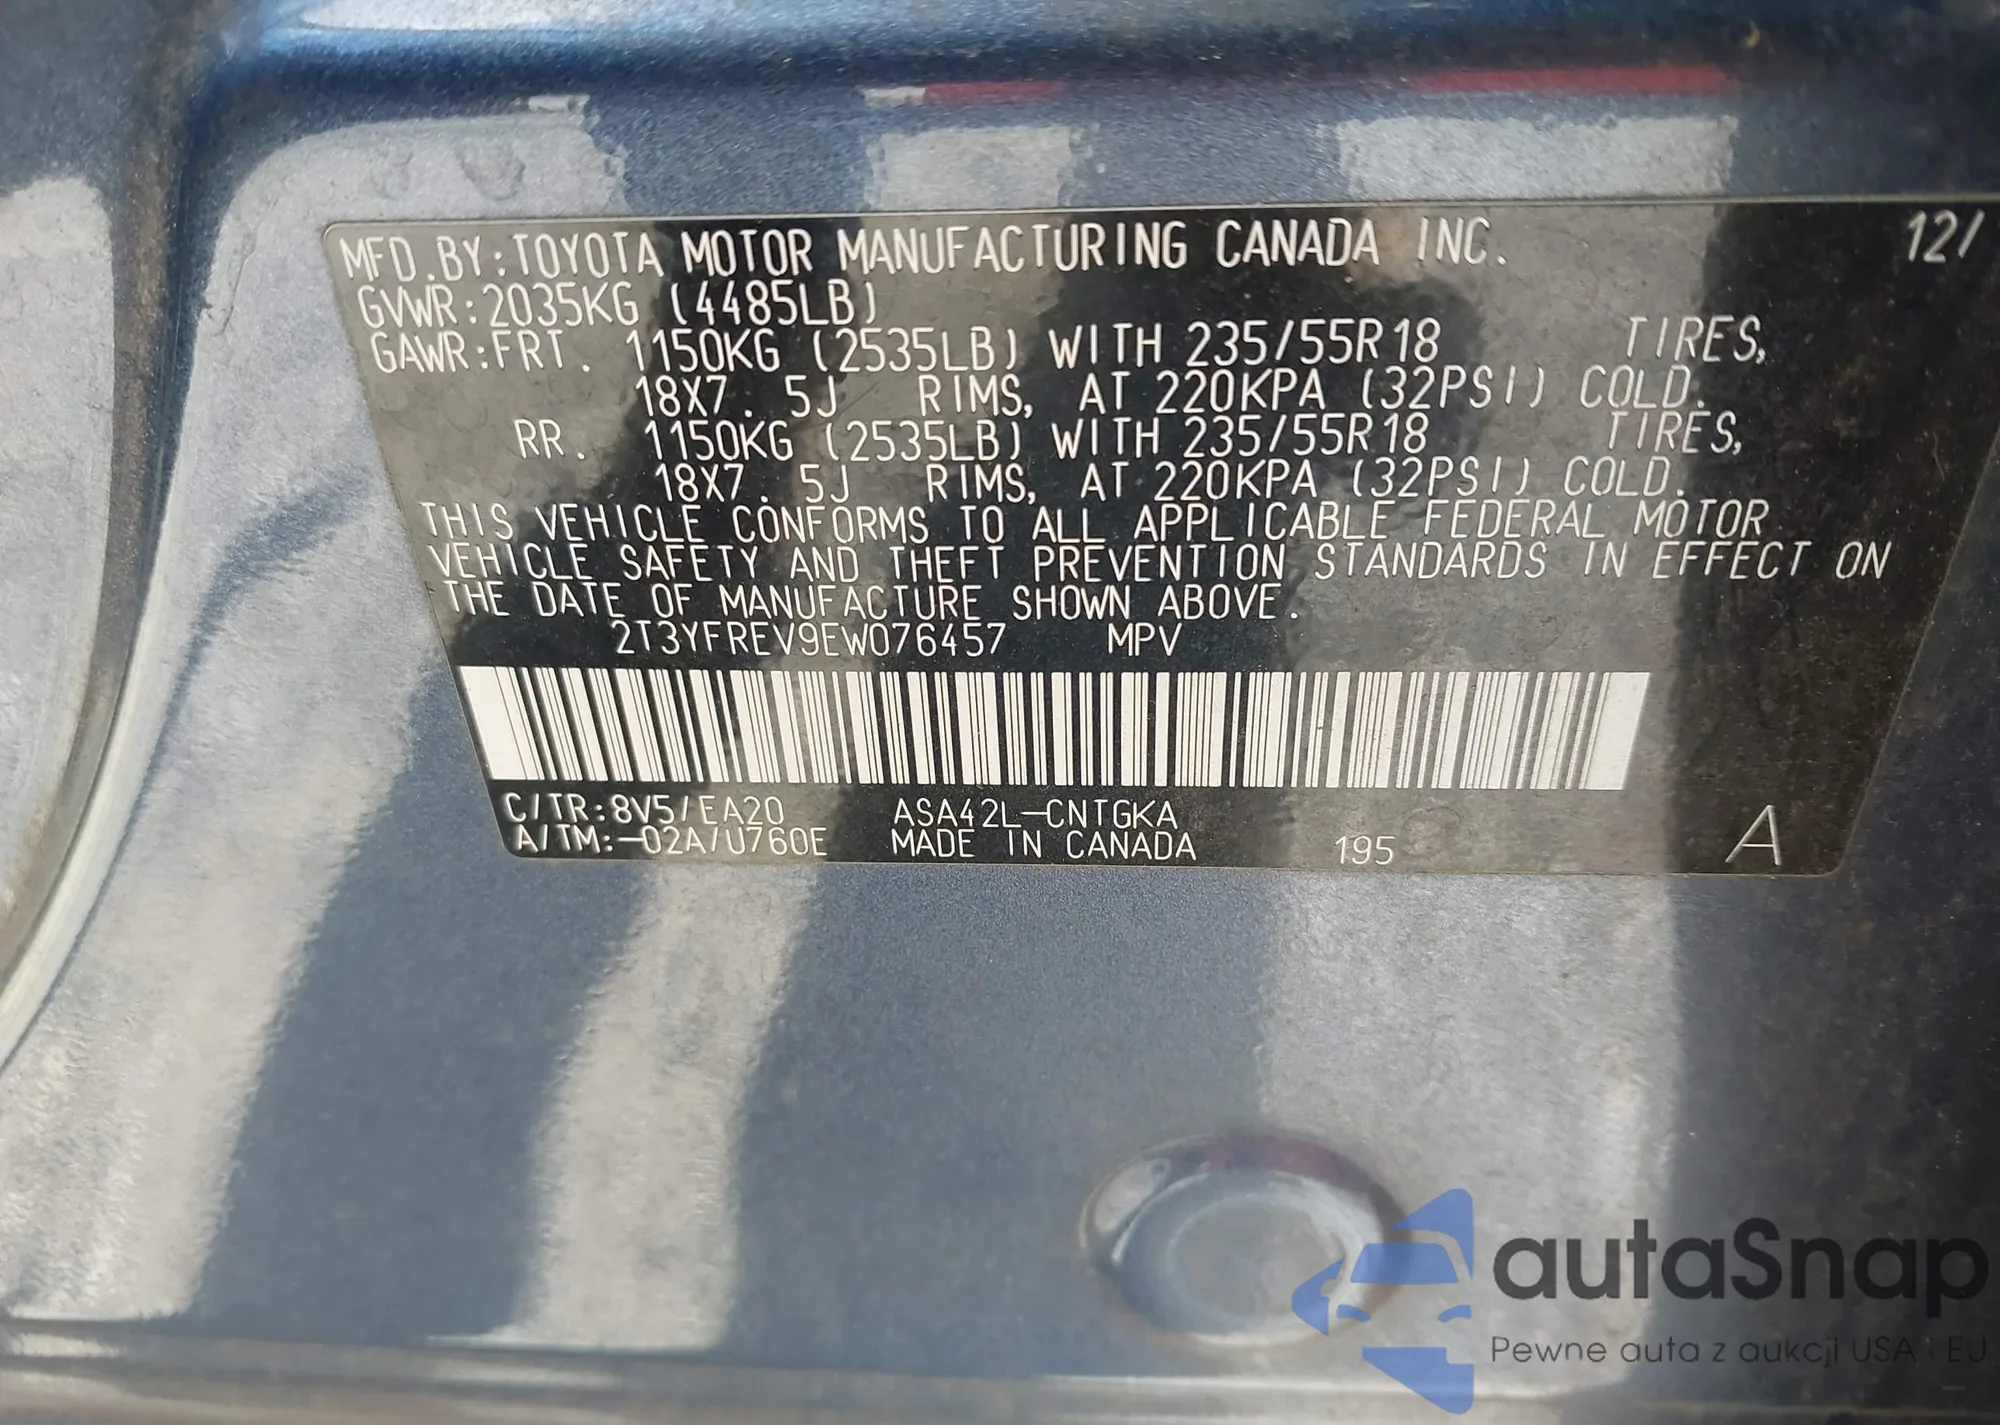 MFD.BY:TOYOTA MOTOR MANUFACTURING CANADA INC. 12/
GVWR:2035KG (4485LB)
GAWR:FRT. 1150KG (2535LB) WITH 235/55R18 TIRES,
18X7.5J RIMS, AT 220KPA (32PSI) COLD.
RR. 1150KG (2535LB) WITH 235/55R18 TIRES,
18X7.5J RIMS, AT 220KPA (32PSI) COLD.
THIS VEHICLE CONFORMS TO ALL APPLICABLE FEDERAL MOTOR
VEHICLE SAFETY AND THEFT PREVENTION STANDARDS IN EFFECT ON
THE DATE OF MANUFACTURE SHOWN ABOVE.
2T3YFREV9EW076457 MPV
C/TR:8V5/EA20 ASA42L-CNTGKA
A/TM:-02A/U760E MADE IN CANADA 195 A
autaSnap
Pewne auta z aukcji USA i EU